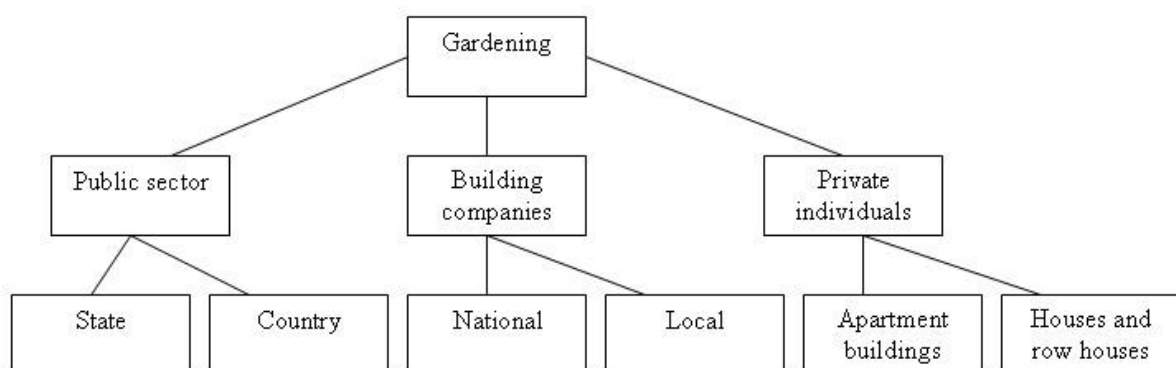 Gardening
Public sector
Building
companies
Private
individuals
State
Country
National
Local
Apartment
buildings
Houses and
row houses